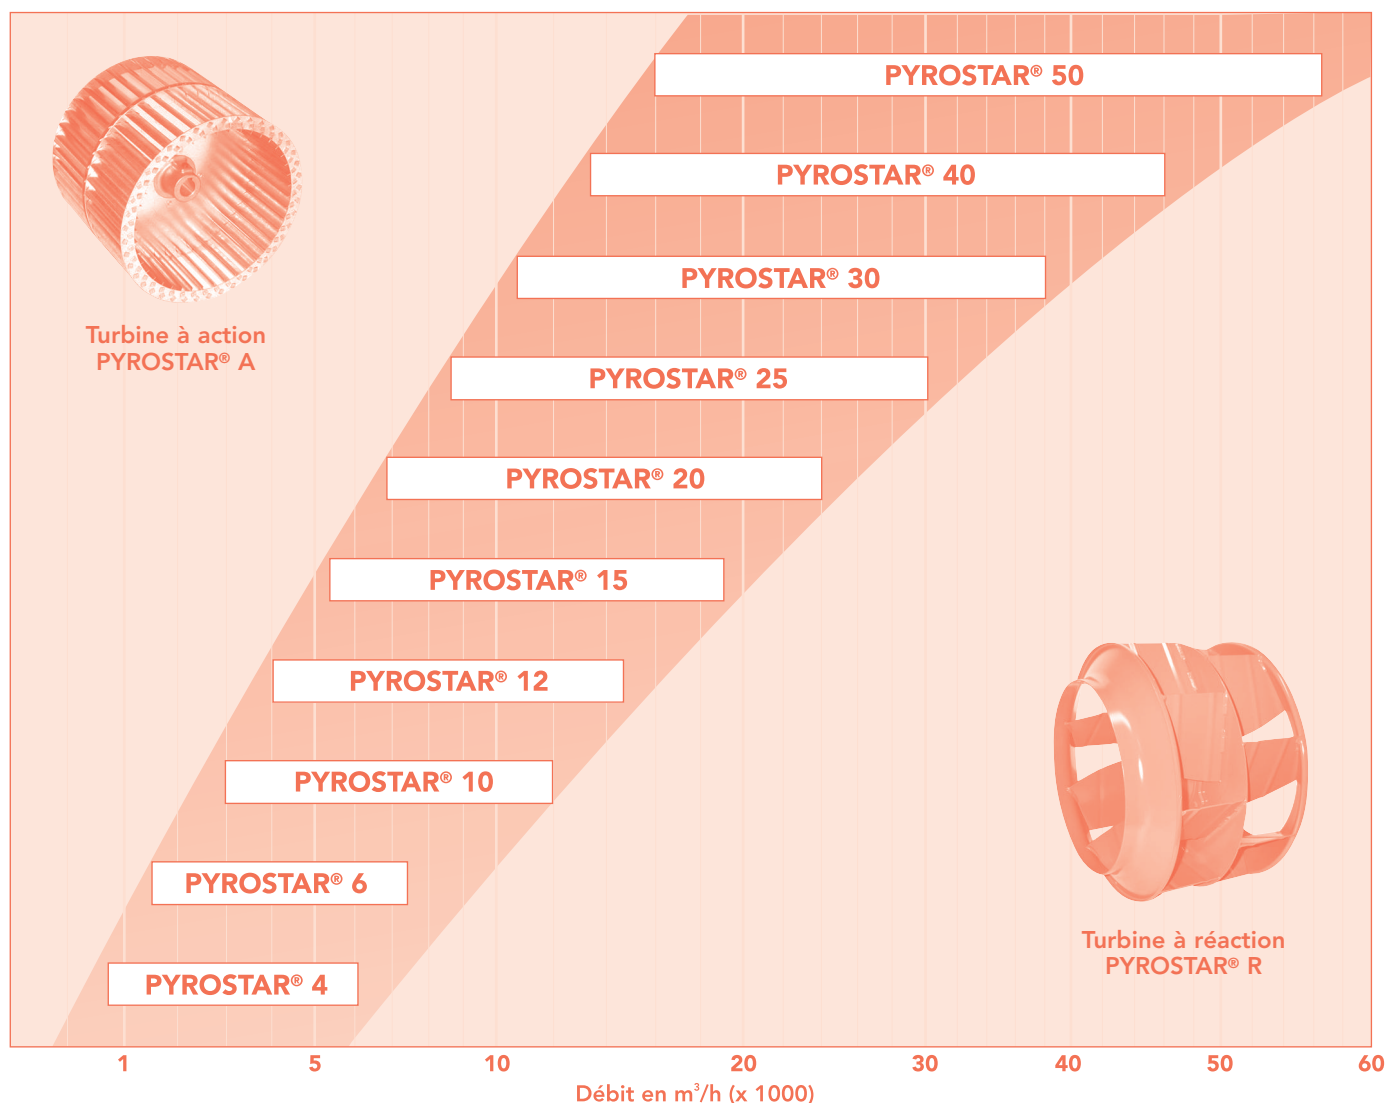 PYROSTAR® 50
PYROSTAR® 40
PYROSTAR® 30
Turbine à action
PYROSTAR® A
PYROSTAR® 25
PYROSTAR® 20
PYROSTAR® 15
PYROSTAR® 12
PYROSTAR® 10
PYROSTAR® 6
Turbine à réaction
PYROSTAR® R
PYROSTAR® 4
1 5 10 20 30 40 50 60
Débit en m³/h (x 1000)